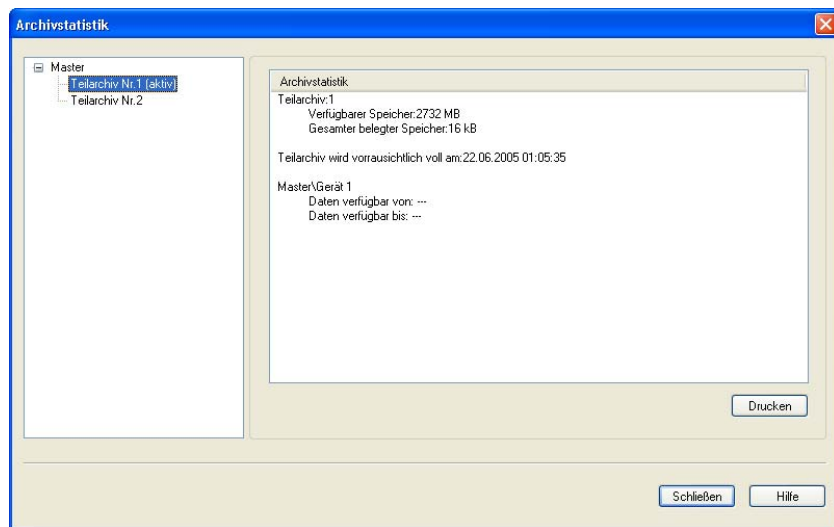 Archivstatistik
Master
Teilarchiv Nr.1 (aktiv)
Teilarchiv Nr.2
Archivstatistik
Teilarchiv:1
Verfügbarer Speicher:2732 MB
Gesamter belegter Speicher:16 kB
Teilarchiv wird vorrausichtlich voll am:22.06.2005 01:05:35
Master\Gerät 1
Daten verfügbar von: ---
Daten verfügbar bis: ---
Drucken
Schließen
Hilfe